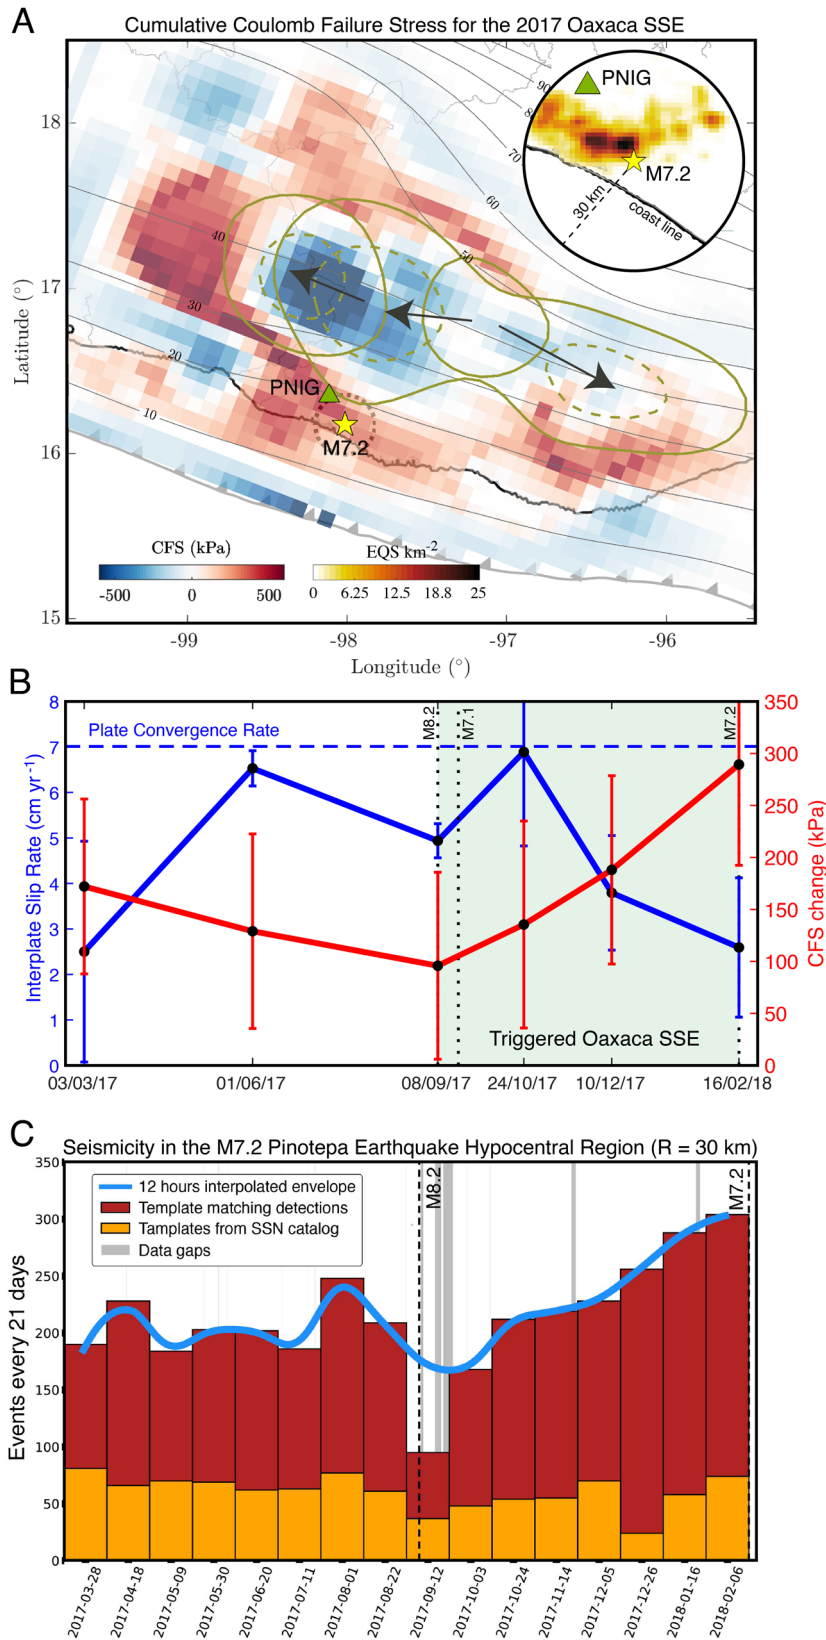 A
Cumulative Coulomb Failure Stress for the 2017 Oaxaca SSE
PNIG
M7.2
30 km
coast line
90
8
70
60
50
40
30
20
10
PNIG
M7.2
CFS (kPa)
-500 0 500
EQS km-2
0 6.25 12.5 18.8 25
18
17
16
15
Latitude (°)
-99 -98 -97 -96
Longitude (°)
B
Plate Convergence Rate
M8.2
M7.1
M7.2
Triggered Oaxaca SSE
8
7
6
5
4
3
2
1
0
Interplate Slip Rate (cm yr-1)
350
300
250
200
150
100
50
0
CFS change (kPa)
03/03/17 01/06/17 08/09/17 24/10/17 10/12/17 16/02/18
C
Seismicity in the M7.2 Pinotepa Earthquake Hypocentral Region (R = 30 km)
12 hours interpolated envelope
Template matching detections
Tamplates from SSN catalog
Data gaps
M8.2
M7.2
350
300
250
200
150
100
50
0
Events every 21 days
2017-03-28
2017-04-18
2017-05-09
2017-05-30
2017-06-20
2017-07-11
2017-08-01
2017-08-22
2017-09-12
2017-10-03
2017-10-24
2017-11-14
2017-12-05
2017-12-26
2018-01-16
2018-02-06